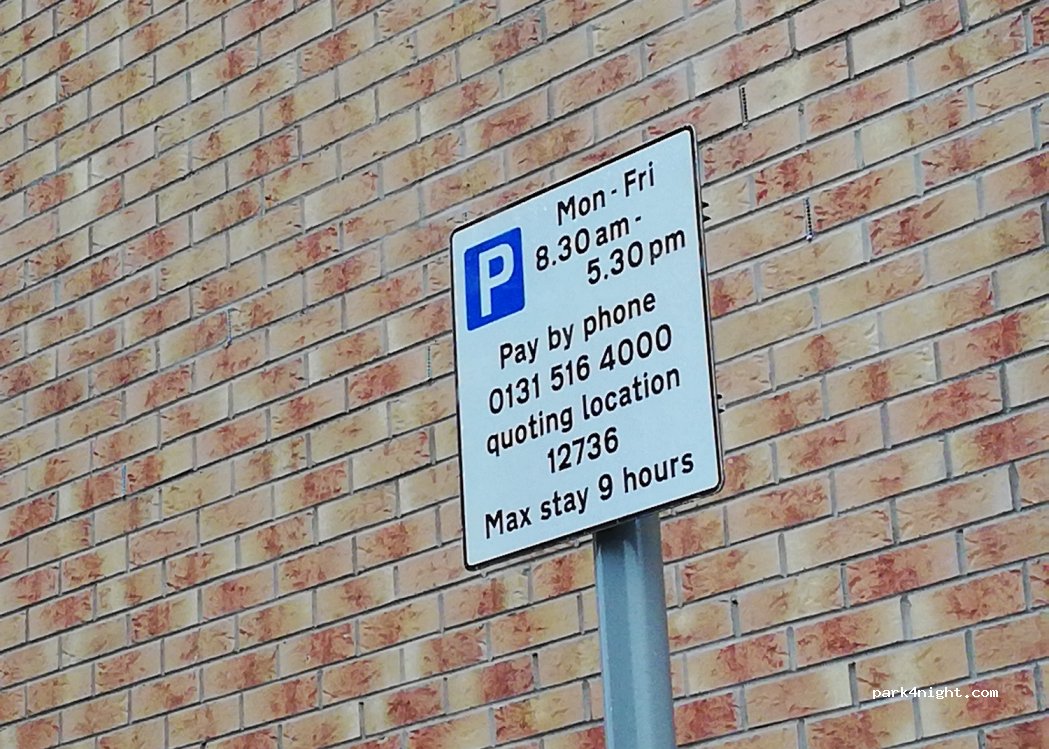 P
Mon - Fri
8.30 am -
5.30 pm
Pay by phone
0131 516 4000
quoting location
12736
Max stay 9 hours
park4night.com